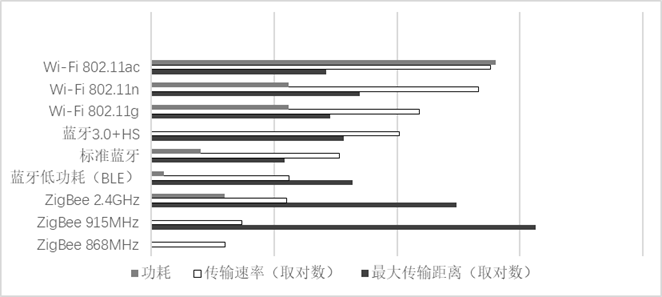 Wi-Fi 802.11ac
Wi-Fi 802.11n
Wi-Fi 802.11g
蓝牙3.0+HS
标准蓝牙
蓝牙低功耗（BLE）
ZigBee 2.4GHz
ZigBee 915MHz
ZigBee 868MHz
功耗 传输速率（取对数） 最大传输距离（取对数）